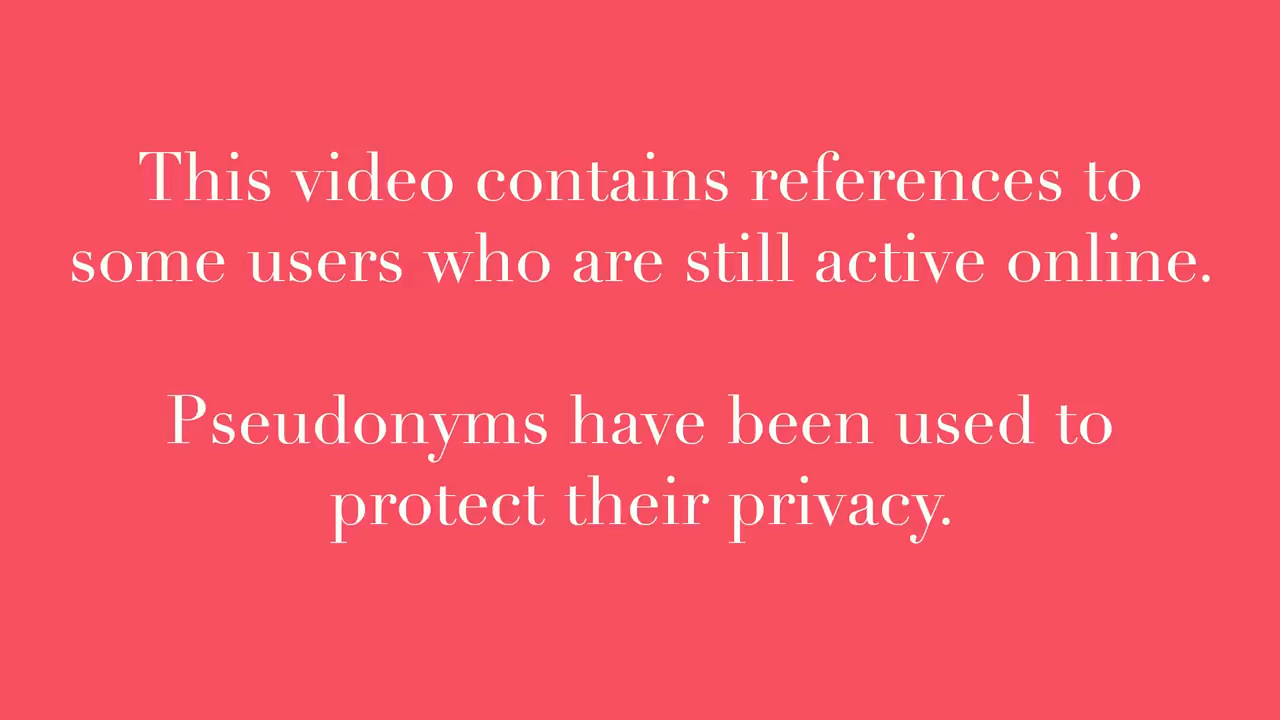 This video contains references to
some users who are still active online.
Pseudonyms have been used to
protect their privacy.